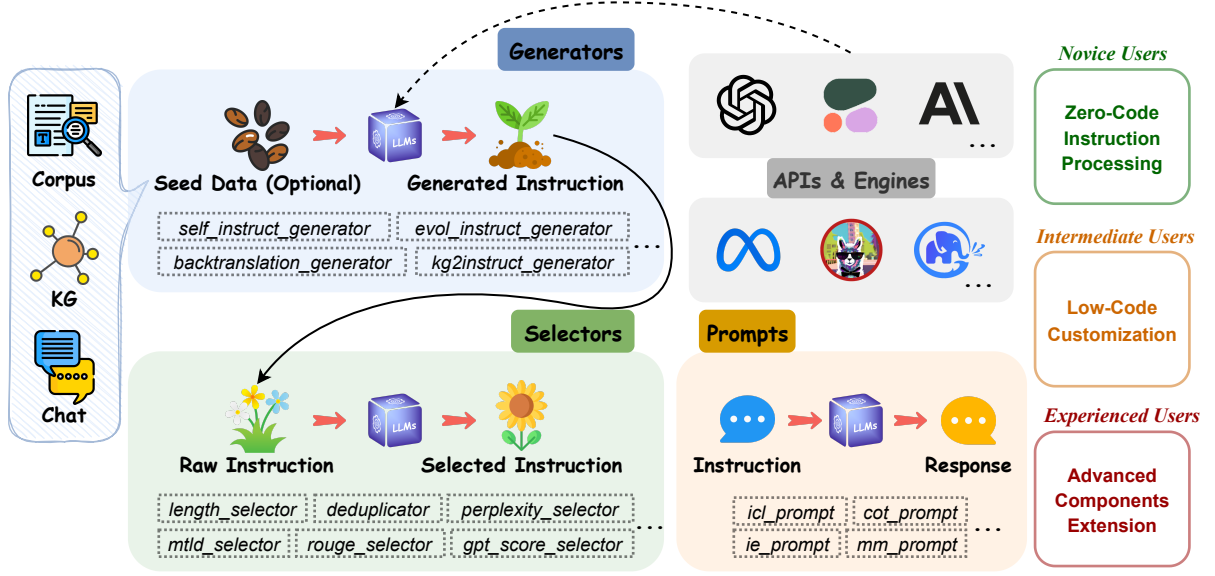 Corpus
KG
Chat
Generators
T
LLMs
Seed Data (Optional)
Generated Instruction
self_instruct_generator
evol_instruct_generator
backtranslation_generator
kg2instruct_generator
...
Selectors
LLMs
Raw Instruction
Selected Instruction
length_selector
deduplicator
perplexity_selector
mtld_selector
rouge_selector
gpt_score_selector
...
AI
...
APIs & Engines
...
Prompts
LLMs
Instruction
Response
icl_prompt
cot_prompt
ie_prompt
mm_prompt
...
Novice Users
Zero-Code
Instruction
Processing
Intermediate Users
Low-Code
Customization
Experienced Users
Advanced
Components
Extension